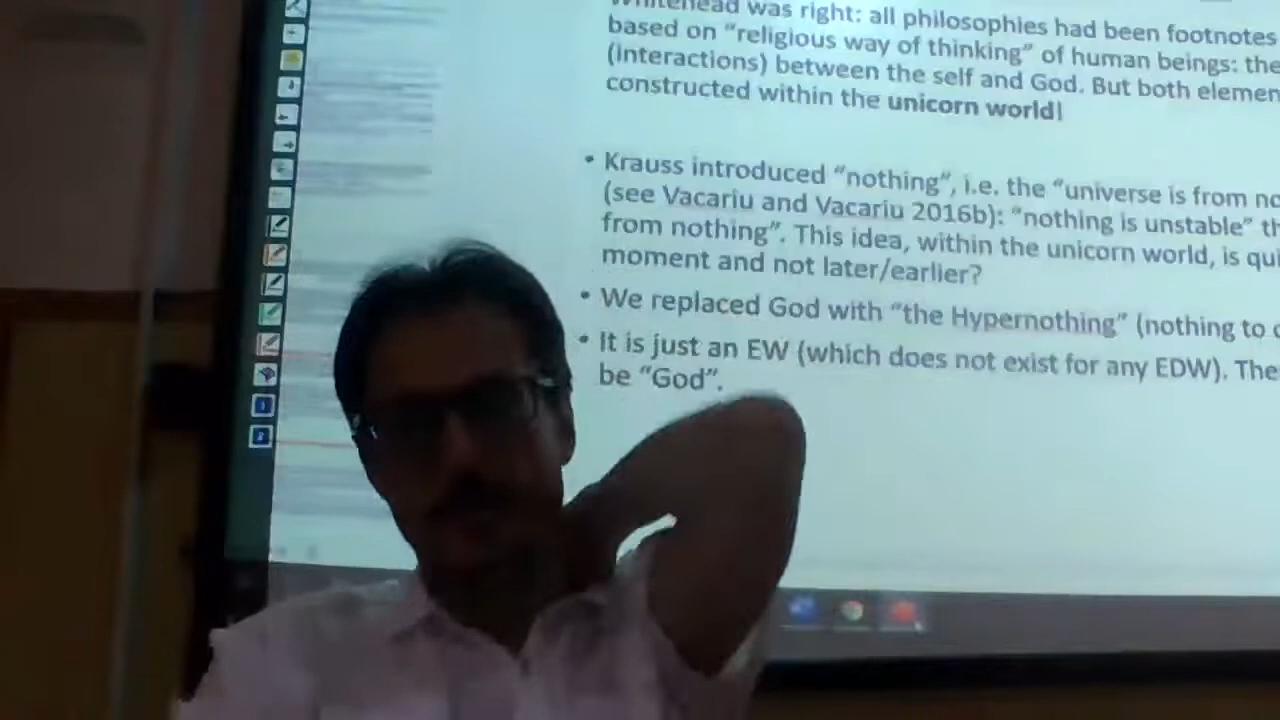 Whitehead was right: all philosophies had been footnotes
based on “religious way of thinking” of human beings: the
(interactions) between the self and God. But both elemen
constructed within the unicorn world!
• Krauss introduced “nothing”, i.e. the “universe is from no
(see Vacariu and Vacariu 2016b): “nothing is unstable” th
from nothing”. This idea, within the unicorn world, is qui
moment and not later/earlier?
• We replaced God with “the Hypernothing” (nothing to
• It is just an EW (which does not exist for any EDW). The
be “God”.
1
2